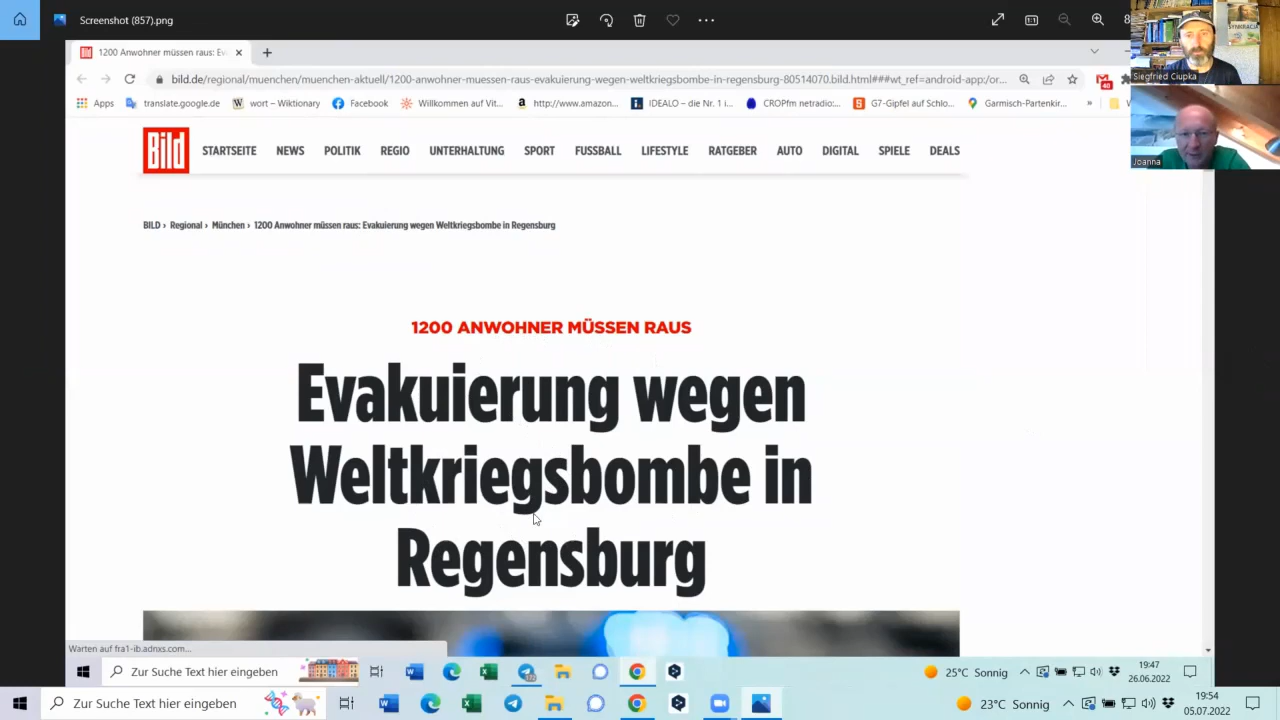 Screenshot (857).png
1200 Anwohner müssen raus: Ev
bild.de/regional/muenchen/muenchen-aktuell/1200-anwohner-muessen-raus-evakuierung-wegen-weltkriegsbombe-in-regensburg-80514070.bild.html###wt_ref=android-app:/or...
40
Apps translate.google.de wort – Wiktionary Facebook Willkommen auf Vit... http://www.amazon... IDEALO – die Nr. 1 i... CROPfm netradio:... G7-Gipfel auf Schlo... Garmisch-Partenkir... »
SYMIRACJA
Siegfried Ciupka
Joanna
Bild STARTSEITE NEWS POLITIK REGIO UNTERHALTUNG SPORT FUSSBALL LIFESTYLE RATGEBER AUTO DIGITAL SPIELE DEALS
BILD › Regional › München › 1200 Anwohner müssen raus: Evakuierung wegen Weltkriegsbombe in Regensburg
1200 ANWOHNER MÜSSEN RAUS
Evakuierung wegen
Weltkriegsbombe in
Regensburg
Warten auf fra1-ib.adnxs.com...
Zur Suche Text hier eingeben
25°C Sonnig
19:47
26.06.2022
Zur Suche Text hier eingeben
23°C Sonnig
19:54
05.07.2022